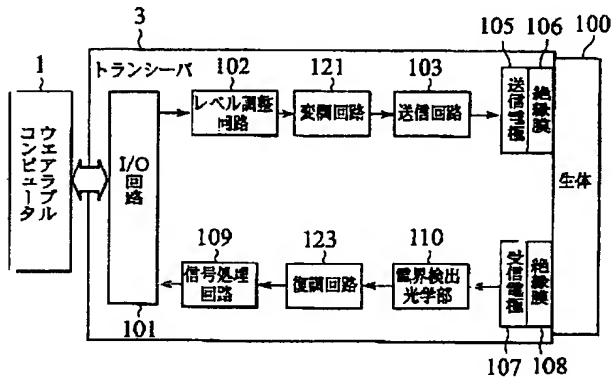 3
105 106 100
1
トランシーバ
102 121 103
ウエアラブル
コンピュータ
I/O
回路
レベル調整
回路
変調回路
送信回路
送信電極
絶縁膜
生体
109 123 110
信号処理
回路
復調回路
電界検出
光学部
受信電極
絶縁膜
101
107 108